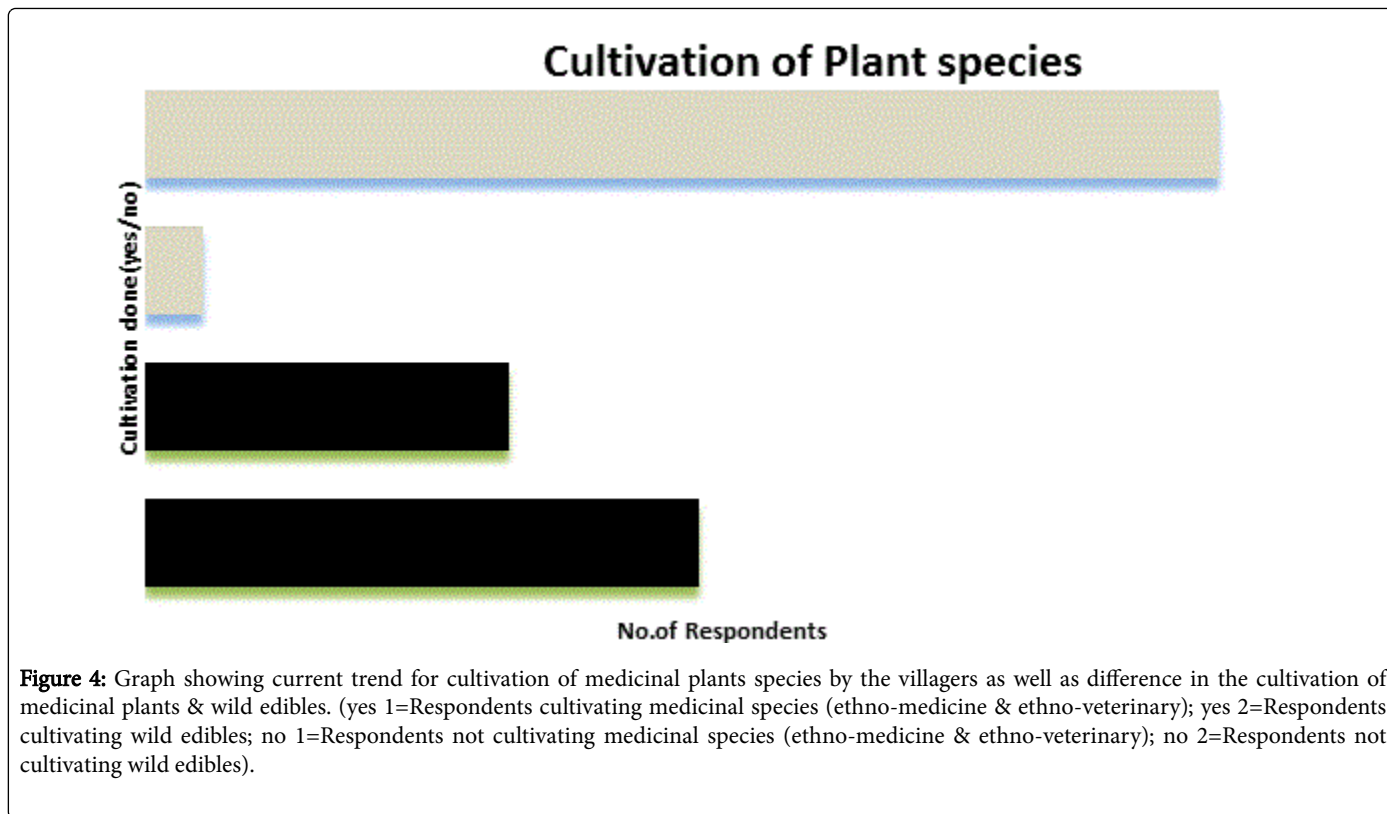 Cultivation of Plant species
Cultivation done(yes/no)
No.of Respondents
Figure 4: Graph showing current trend for cultivation of medicinal plants species by the villagers as well as difference in the cultivation of
medicinal plants & wild edibles. (yes 1=Respondents cultivating medicinal species (ethno-medicine & ethno-veterinary); yes 2=Respondents
cultivating wild edibles; no 1=Respondents not cultivating medicinal species (ethno-medicine & ethno-veterinary); no 2=Respondents not
cultivating wild edibles).